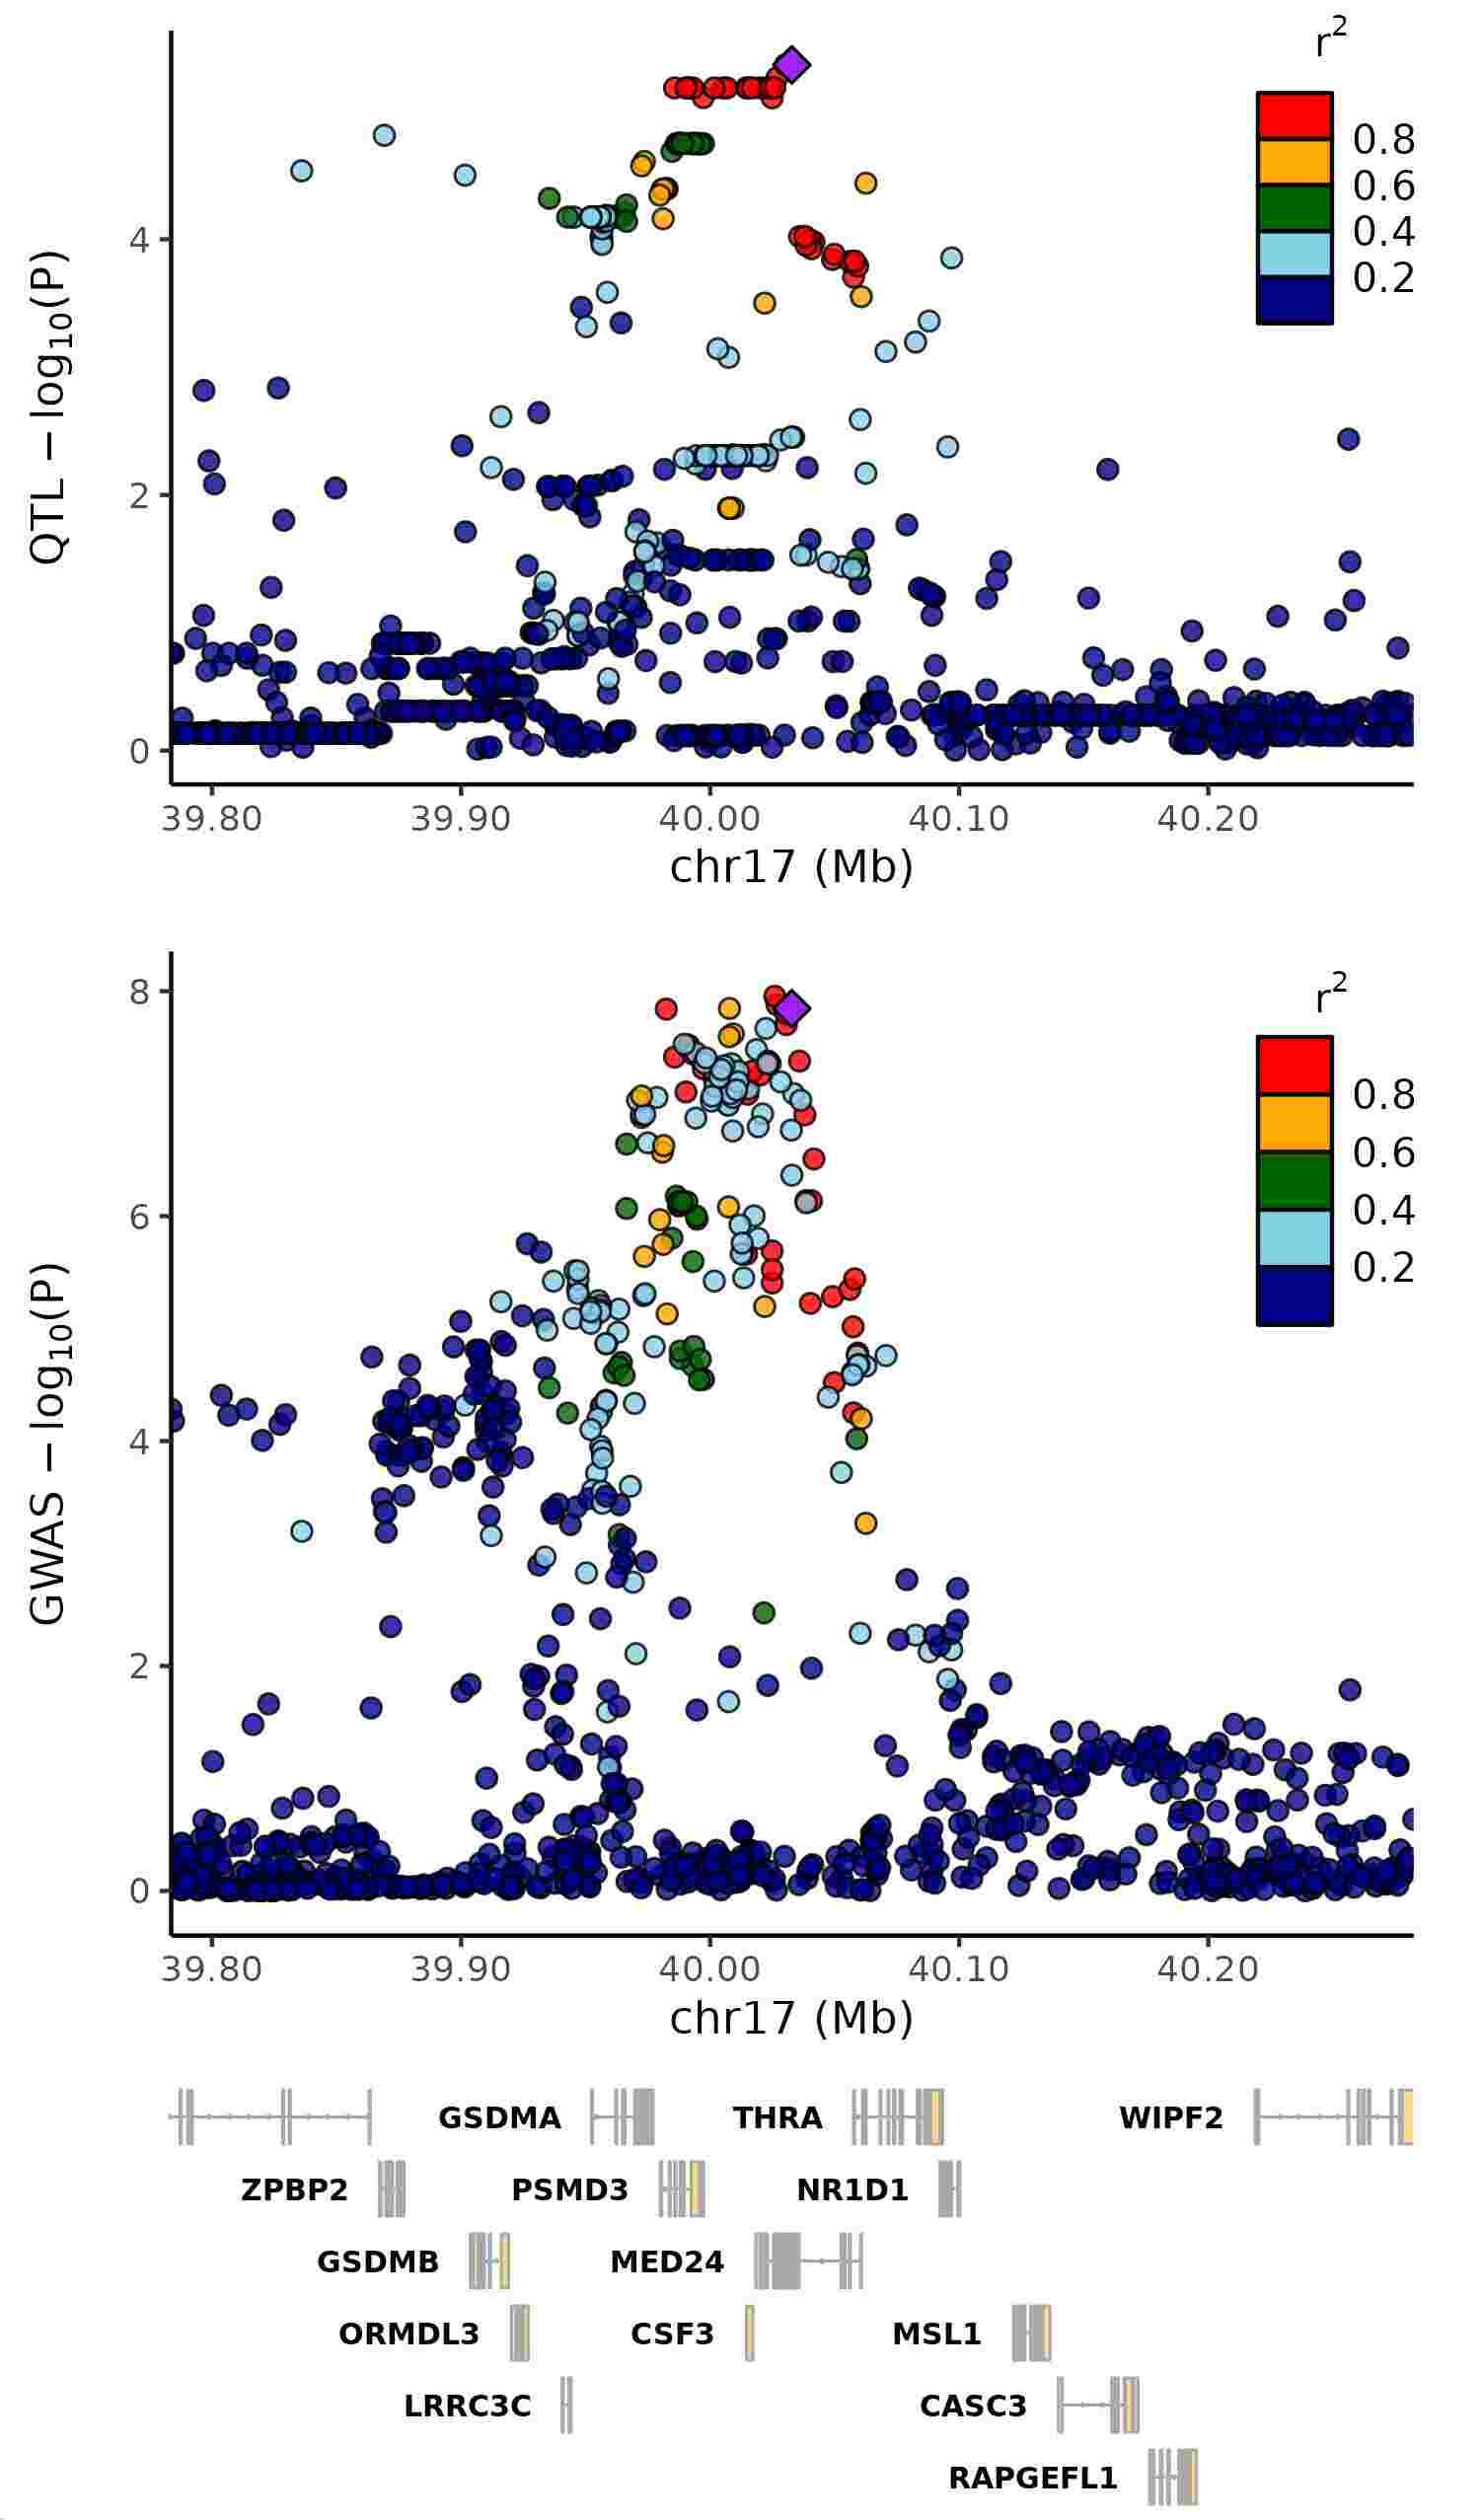 r²
0.8
0.6
0.4
0.2
QTL − log₁₀(P)
4
2
0
39.80 39.90 40.00 40.10 40.20
chr17 (Mb)
r²
0.8
0.6
0.4
0.2
GWAS − log₁₀(P)
8
6
4
2
0
39.80 39.90 40.00 40.10 40.20
chr17 (Mb)
GSDMA THRA WIPF2
ZPBP2 PSMD3 NR1D1
GSDMB MED24
ORMDL3 CSF3 MSL1
LRRC3C CASC3
RAPGEFL1